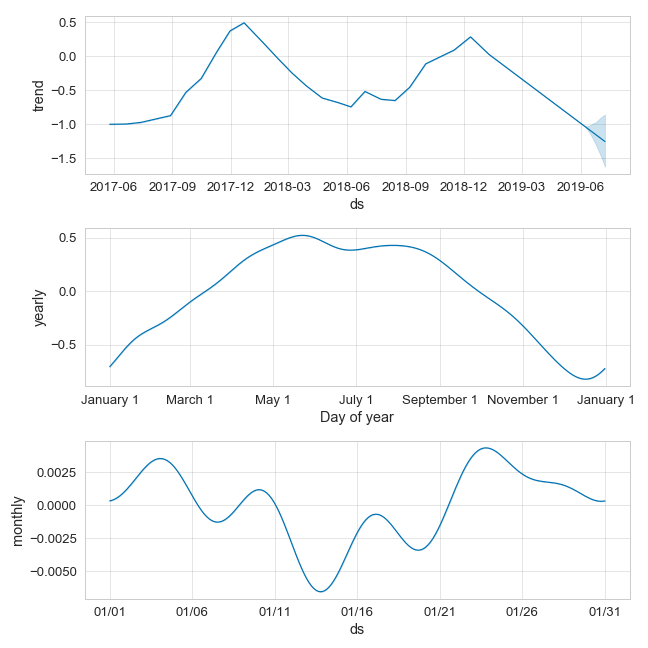 0.5
0.0
−0.5
−1.0
−1.5
trend
2017-06 2017-09 2017-12 2018-03 2018-06 2018-09 2018-12 2019-03 2019-06
ds
0.5
0.0
−0.5
yearly
January 1 March 1 May 1 July 1 September 1 November 1 January 1
Day of year
0.0025
0.0000
−0.0025
−0.0050
monthly
01/01 01/06 01/11 01/16 01/21 01/26 01/31
ds